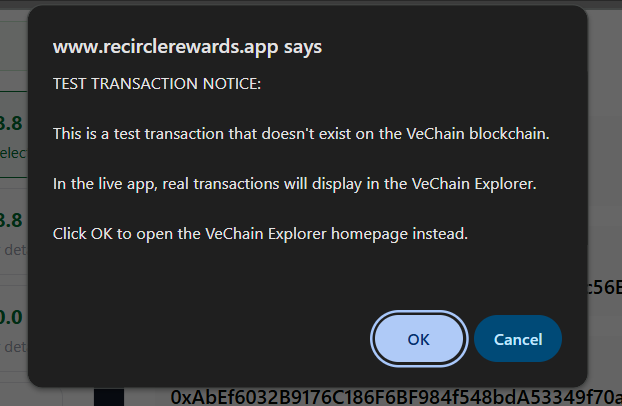 www.recirclerewards.app says
TEST TRANSACTION NOTICE:
This is a test transaction that doesn't exist on the VeChain blockchain.
In the live app, real transactions will display in the VeChain Explorer.
Click OK to open the VeChain Explorer homepage instead.
OK
Cancel
3.8
elect
3.8
det
0.0
det
c56E
0xAbEf6032B9176C186F6BF984f548bdA53349f70a